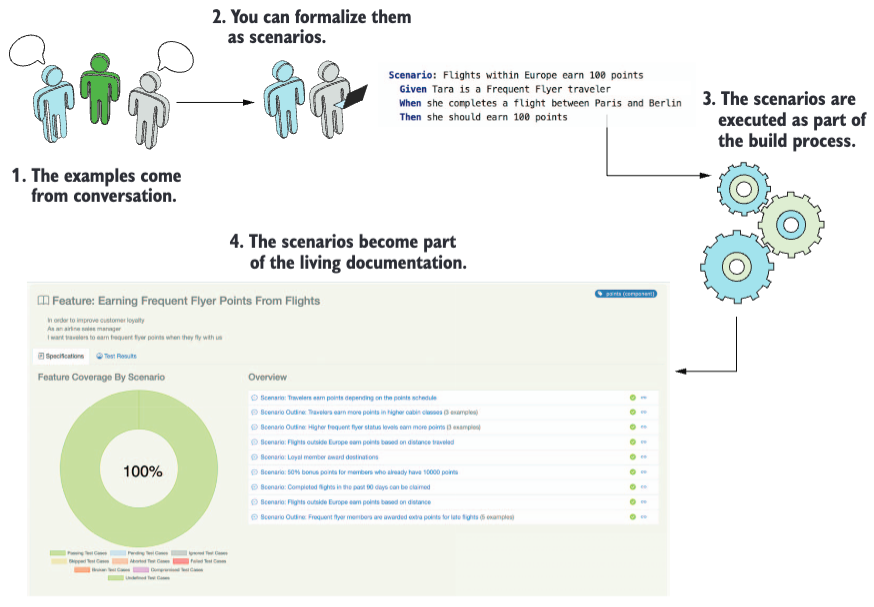 2. You can formalize them
as scenarios.
Scenario: Flights within Europe earn 100 points
Given Tara is a Frequent Flyer traveler
When she completes a flight between Paris and Berlin
Then she should earn 100 points
3. The scenarios are
executed as part of
the build process.
1. The examples come
from conversation.
4. The scenarios become part
of the living documentation.
Feature: Earning Frequent Flyer Points From Flights
points (component)
In order to improve customer loyalty
As an airline sales manager
I want travelers to earn frequent flyer points when they fly with us
Specifications
Test Results
Feature Coverage By Scenario
Overview
Scenario: Travelers earn points depending on the points schedule
Scenario Outline: Travelers earn more points in higher cabin classes (3 examples)
Scenario Outline: Higher frequent flyer status levels earn more points (3 examples)
Scenario: Flights outside Europe earn points based on distance traveled
Scenario: Loyal member award destinations
Scenario: 50% bonus points for members who already have 10000 points
Scenario: Completed flights in the past 90 days can be claimed
Scenario: Flights outside Europe earn points based on distance
Scenario Outline: Frequent flyer members are awarded extra points for late flights (5 examples)
100%
Passing Test Cases
Pending Test Cases
Ignored Test Cases
Skipped Test Cases
Aborted Test Cases
Failed Test Cases
Broken Test Cases
Compromised Test Cases
Undefined Test Cases